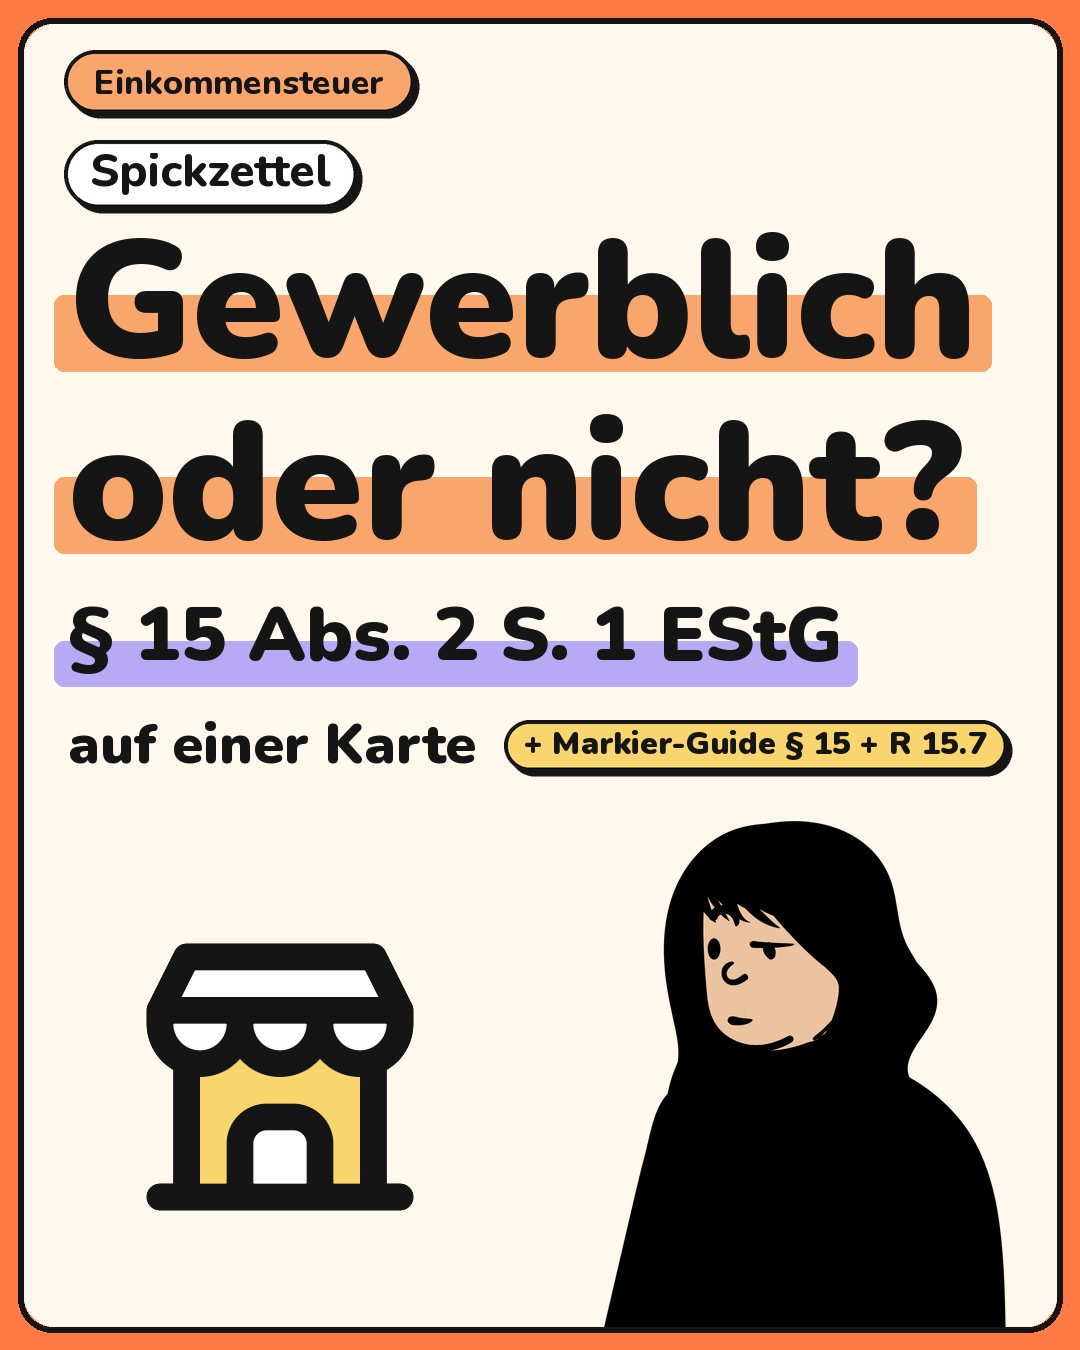 Einkommensteuer
Spickzettel
Gewerblich
oder nicht?
§ 15 Abs. 2 S. 1 EStG
auf einer Karte + Markier-Guide § 15 + R 15.7